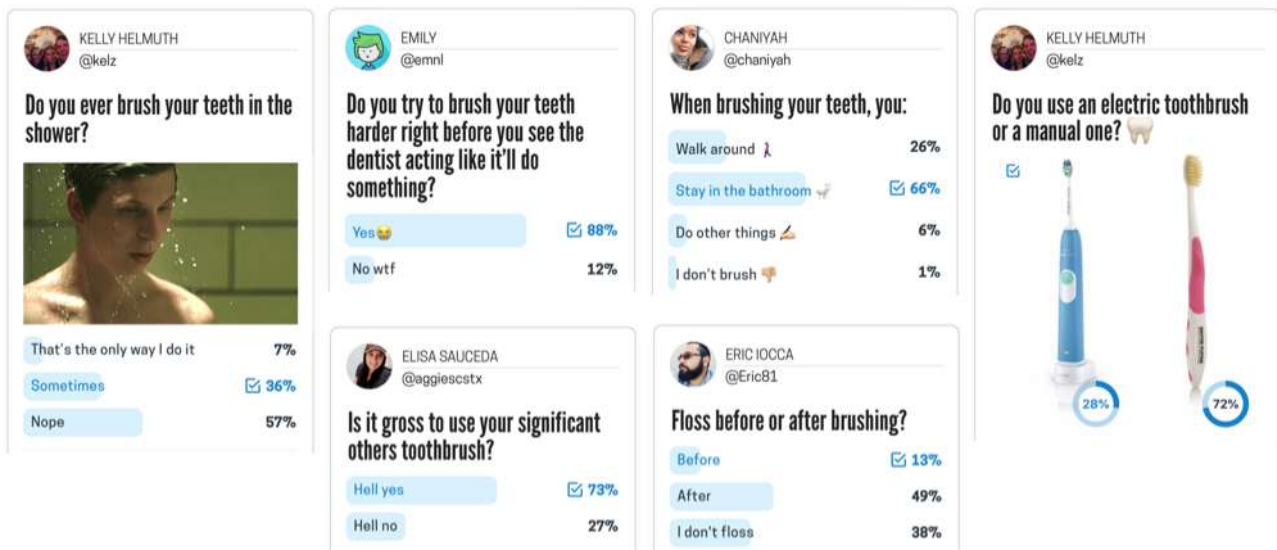 KELLY HELMUTH
@kelz
Do you ever brush your teeth in the
shower?
That's the only way I do it 7%
Sometimes 36%
Nope 57%
EMILY
@emnl
Do you try to brush your teeth
harder right before you see the
dentist acting like it'll do
something?
Yes😭 88%
No wtf 12%
ELISA SAUCEDA
@aggiescstx
Is it gross to use your significant
others toothbrush?
Hell yes 73%
Hell no 27%
CHANIYAH
@chaniyah
When brushing your teeth, you:
Walk around 26%
Stay in the bathroom 66%
Do other things 6%
I don't brush 1%
ERIC IOCCA
@Eric81
Floss before or after brushing?
Before 13%
After 49%
I don't floss 38%
KELLY HELMUTH
@kelz
Do you use an electric toothbrush
or a manual one?
28%
72%